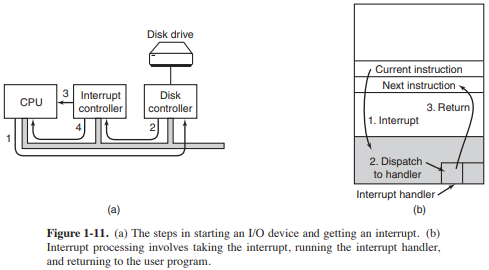 Disk drive
CPU
3
Interrupt
controller
Disk
controller
1
4
2
(a)
Current instruction
Next instruction
3. Return
1. Interrupt
2. Dispatch
to handler
Interrupt handler
(b)
Figure 1-11. (a) The steps in starting an I/O device and getting an interrupt. (b)
Interrupt processing involves taking the interrupt, running the interrupt handler,
and returning to the user program.